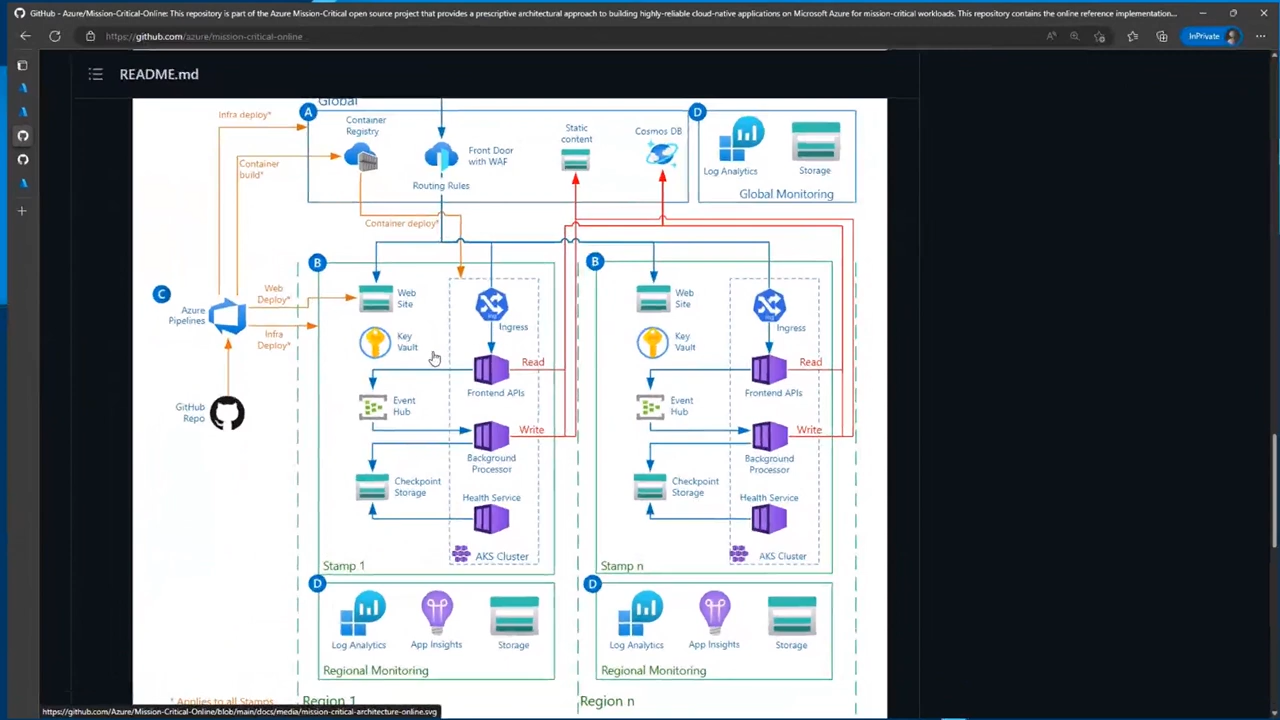 GitHub - Azure/Mission-Critical-Online: This repository is part of the Azure Mission-Critical open source project that provides a prescriptive architectural approach to building highly-reliable cloud-native applications on Microsoft Azure for mission-critical workloads. This repository contains the online reference implementation...
https://github.com/azure/mission-critical-online
InPrivate
README.md
Global
Infra deploy*
A
D
Container
Registry
Static
content
Cosmos DB
Front Door
with WAF
Container
build*
Log Analytics
Storage
Routing Rules
Global Monitoring
Container deploy*
B
B
C
Web
Deploy*
Web
Site
Web
Site
Azure
Pipelines
Ingress
Ingress
Infra
Deploy*
Key
Vault
Key
Vault
Read
Read
Frontend APIs
Frontend APIs
GitHub
Repo
Event
Hub
Event
Hub
Write
Write
Background
Processor
Background
Processor
Checkpoint
Storage
Checkpoint
Storage
Health Service
Health Service
AKS Cluster
AKS Cluster
Stamp 1
Stamp n
D
D
Log Analytics
App Insights
Storage
Log Analytics
App Insights
Storage
Regional Monitoring
Regional Monitoring
* Applies to all Stamps
Region 1
Region n
https://github.com/Azure/Mission-Critical-Online/blob/main/docs/media/mission-critical-architecture-online.svg